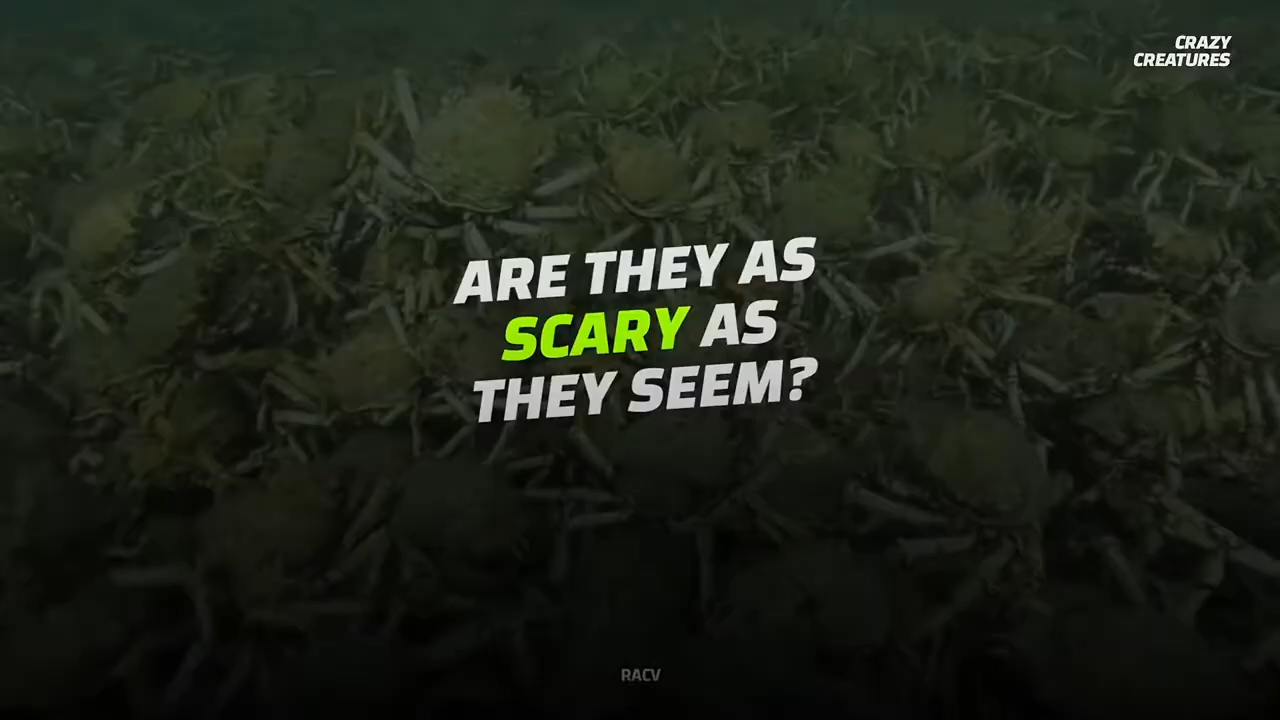 CRAZY
CREATURES
ARE THEY AS
SCARY AS
THEY SEEM?
RACV